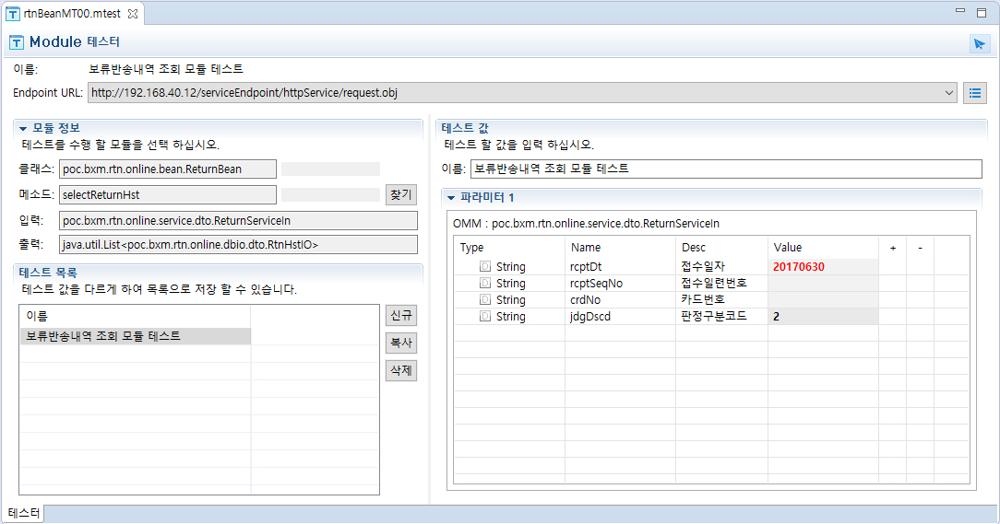 rtnBeanMT00.mtest
Module 테스터
이름: 보류반송내역 조회 모듈 테스트
Endpoint URL: http://192.168.40.12/serviceEndpoint/httpService/request.obj
모듈 정보
테스트를 수행 할 모듈을 선택 하십시오.
클래스: poc.bxm.rtn.online.bean.ReturnBean
메소드: selectReturnHst 찾기
입력: poc.bxm.rtn.online.service.dto.ReturnServiceIn
출력: java.util.List<poc.bxm.rtn.online.dbio.dto.RtnHstIO>
테스트 목록
테스트 값을 다르게 하여 목록으로 저장 할 수 있습니다.
이름
보류반송내역 조회 모듈 테스트
신규
복사
삭제
테스트 값
테스트 할 값을 입력 하십시오.
이름: 보류반송내역 조회 모듈 테스트
파라미터 1
OMM : poc.bxm.rtn.online.service.dto.ReturnServiceIn
Type Name Desc Value + -
D String rcptDt 접수일자 20170630
D String rcptSeqNo 접수일련번호
D String crdNo 카드번호
D String jdgDscd 판정구분코드 2
테스터